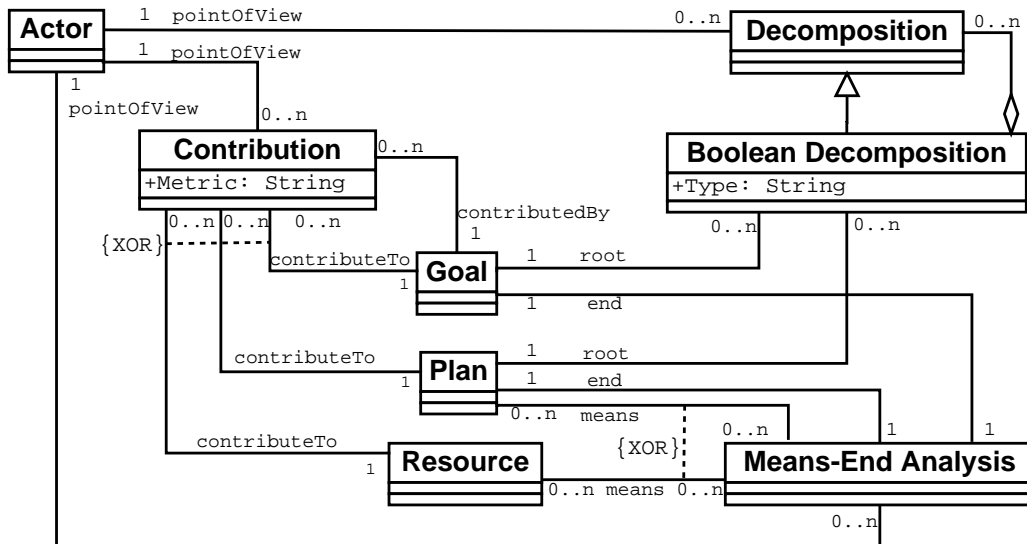 Actor
1
pointOfView
0..n
Decomposition
0..n
1
pointOfView
1
pointOfView
0..n
Contribution
+Metric: String
0..n
Boolean Decomposition
+Type: String
0..n
0..n
0..n
{XOR}
contributedBy
1
0..n
0..n
contributeTo
1
Goal
1
root
1
end
contributeTo
1
Plan
1
root
1
end
0..n
means
0..n
1
1
contributeTo
1
Resource
{XOR}
Means-End Analysis
0..n
means
0..n
0..n